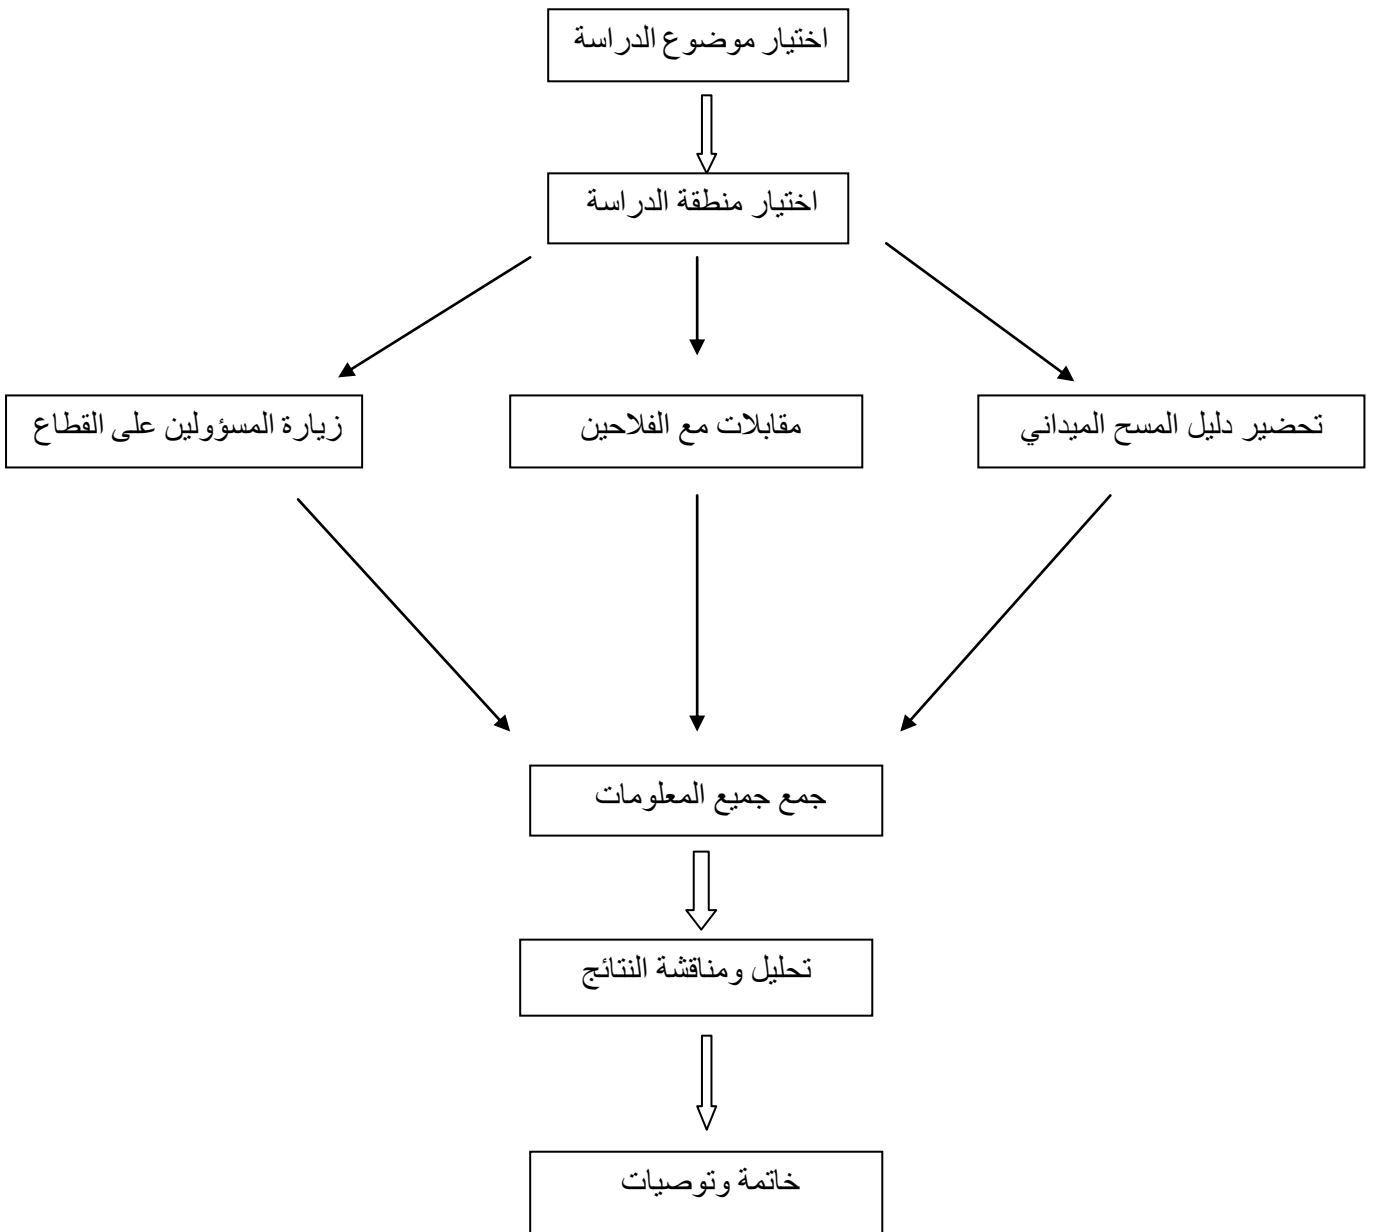 اختيار موضوع الدراسة
اختيار منطقة الدراسة
تحضير دليل المسح الميداني
مقابلات مع الفلاحين
زيارة المسؤولين على القطاع
جمع جميع المعلومات
تحليل ومناقشة النتائج
خاتمة وتوصيات